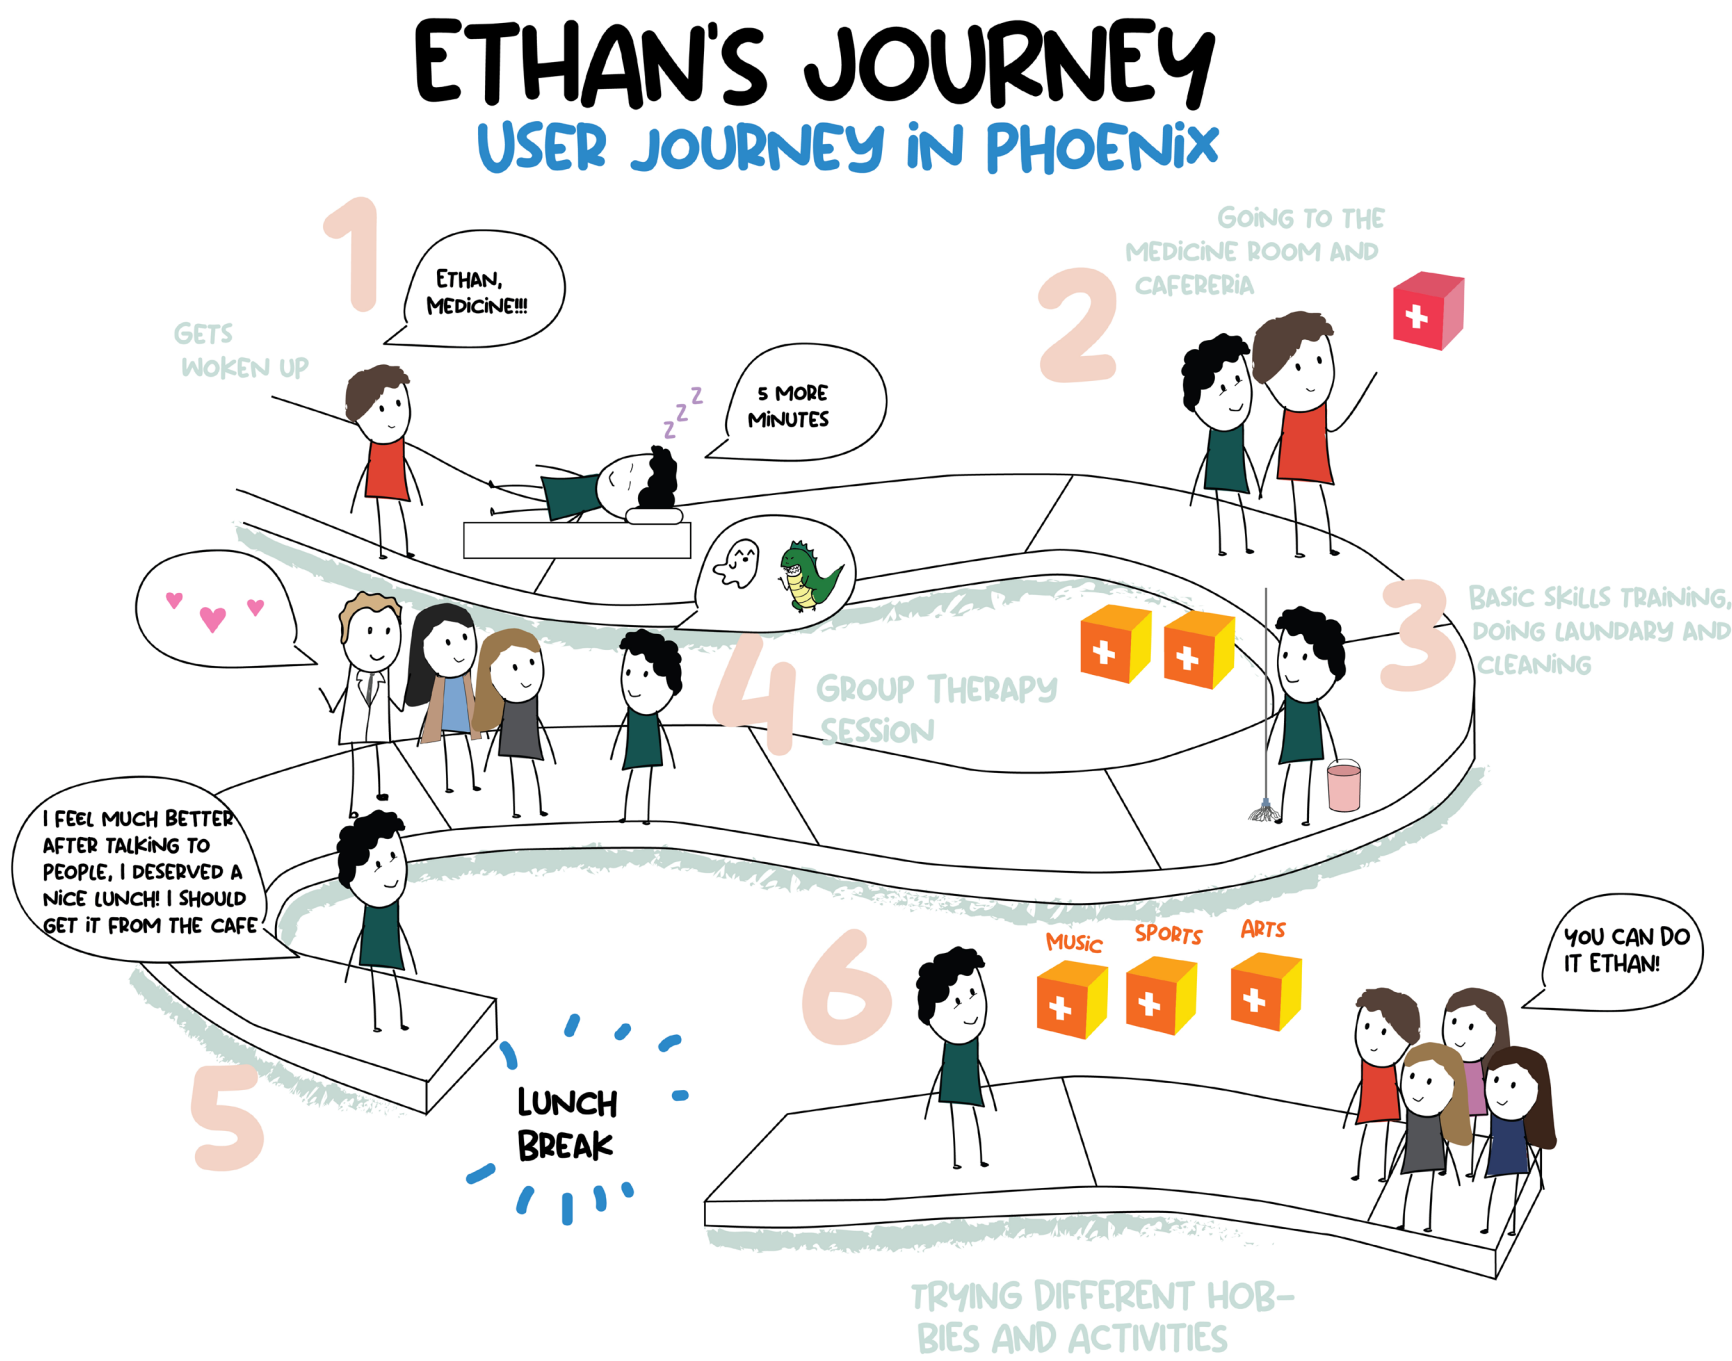 ETHAN'S JOURNEY
USER JOURNEY IN PHOENIX
1
ETHAN,
MEDICINE!!!
GETS
WOKEN UP
Z
Z
Z
5 MORE
MINUTES
2
GOING TO THE
MEDICINE ROOM AND
CAFERERIA
3
BASIC SKILLS TRAINING,
DOING LAUNDARY AND
CLEANING
4
GROUP THERAPY
SESSION
I FEEL MUCH BETTER
AFTER TALKING TO
PEOPLE, I DESERVED A
NICE LUNCH! I SHOULD
GET IT FROM THE CAFE
5
LUNCH
BREAK
6
MUSIC
SPORTS
ARTS
YOU CAN DO
IT ETHAN!
TRYING DIFFERENT HOB-
BIES AND ACTIVITIES